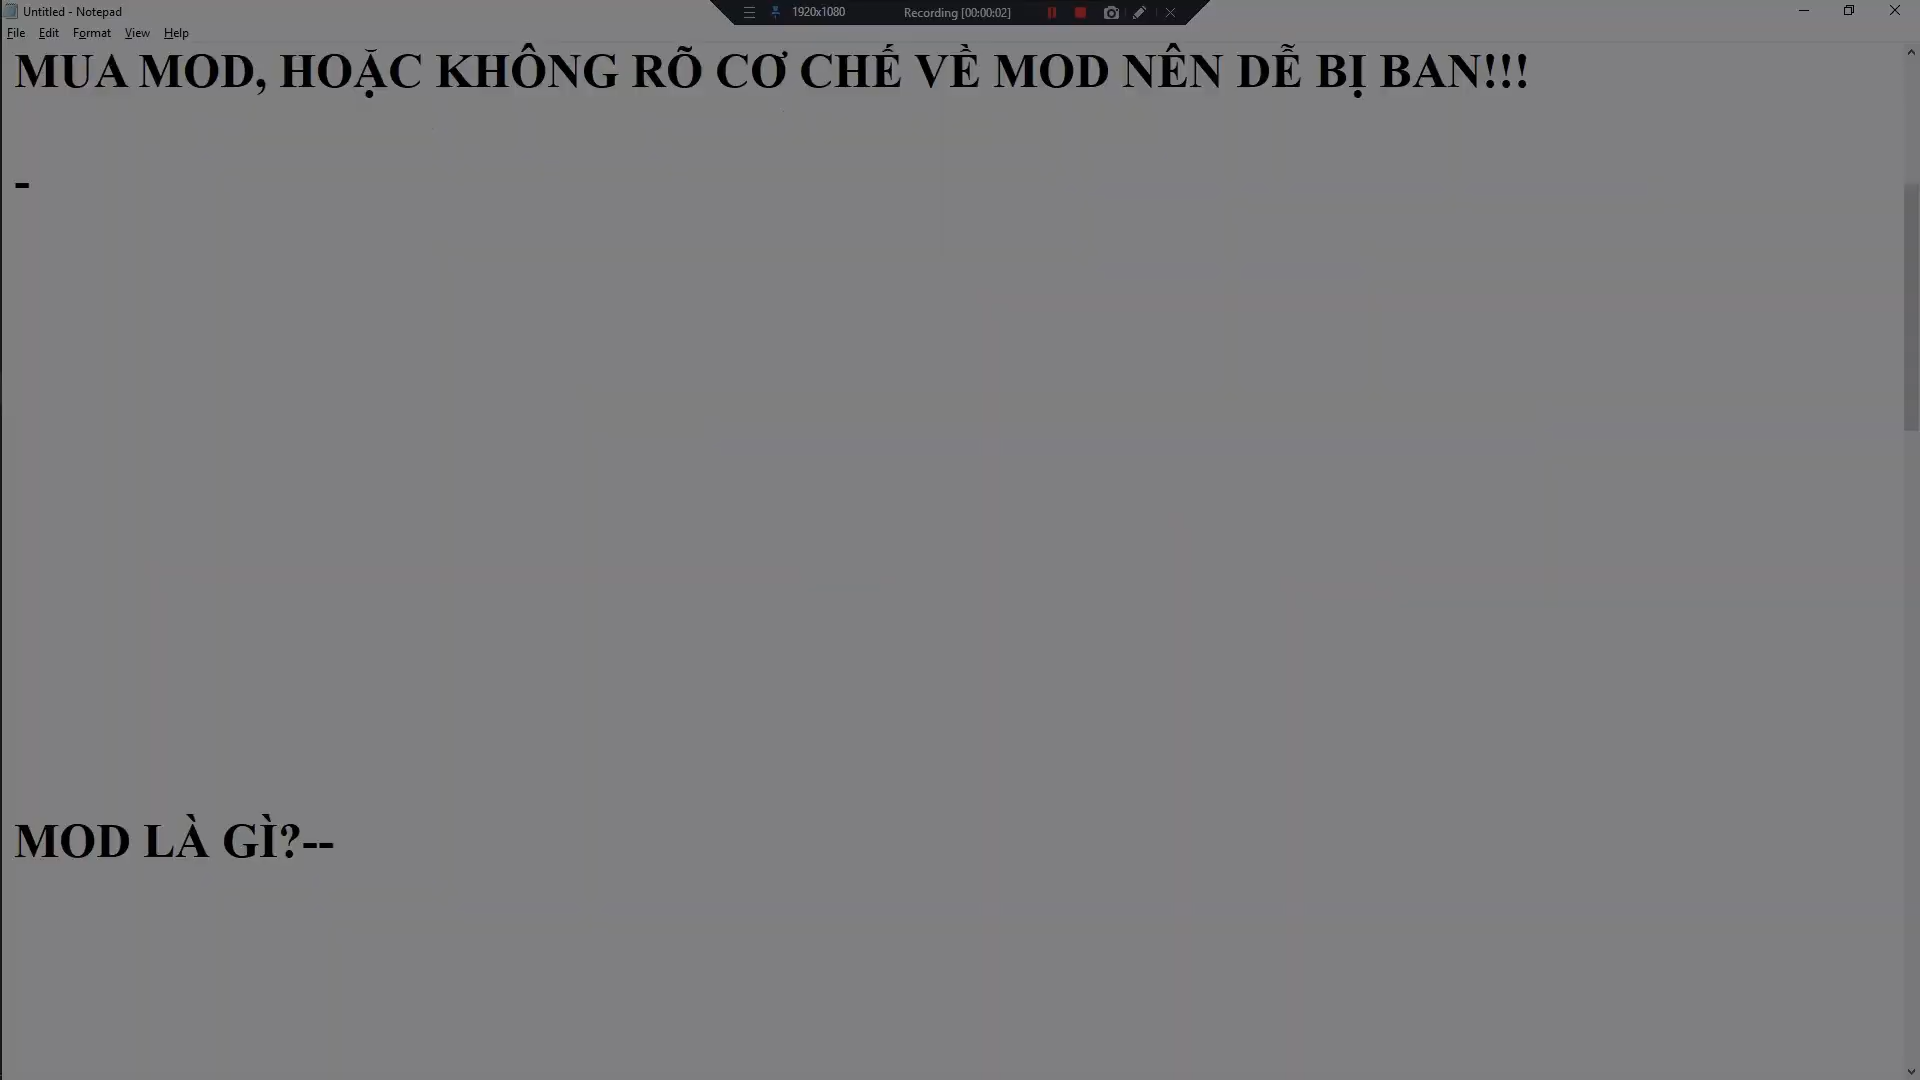 Untitled - Notepad
1920x1080
Recording [00:00:02]
File Edit Format View Help
MUA MOD, HOẶC KHÔNG RÕ CƠ CHẾ VỀ MOD NÊN DỄ BỊ BAN!!!
-
MOD LÀ GÌ?--